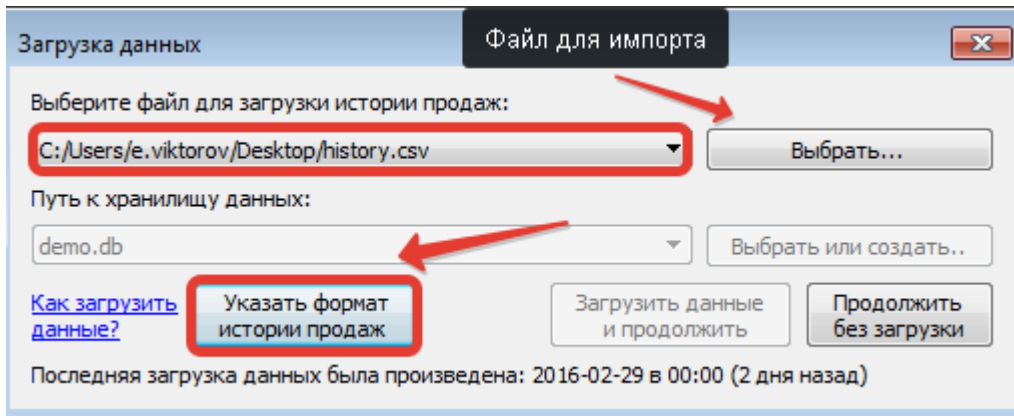 Загрузка данных
Файл для импорта
Выберите файл для загрузки истории продаж:
C:/Users/e.viktorov/Desktop/history.csv
Выбрать...
Путь к хранилищу данных:
demo.db
Выбрать или создать..
Как загрузить
данные?
Указать формат
истории продаж
Загрузить данные
и продолжить
Продолжить
без загрузки
Последняя загрузка данных была произведена: 2016-02-29 в 00:00 (2 дня назад)